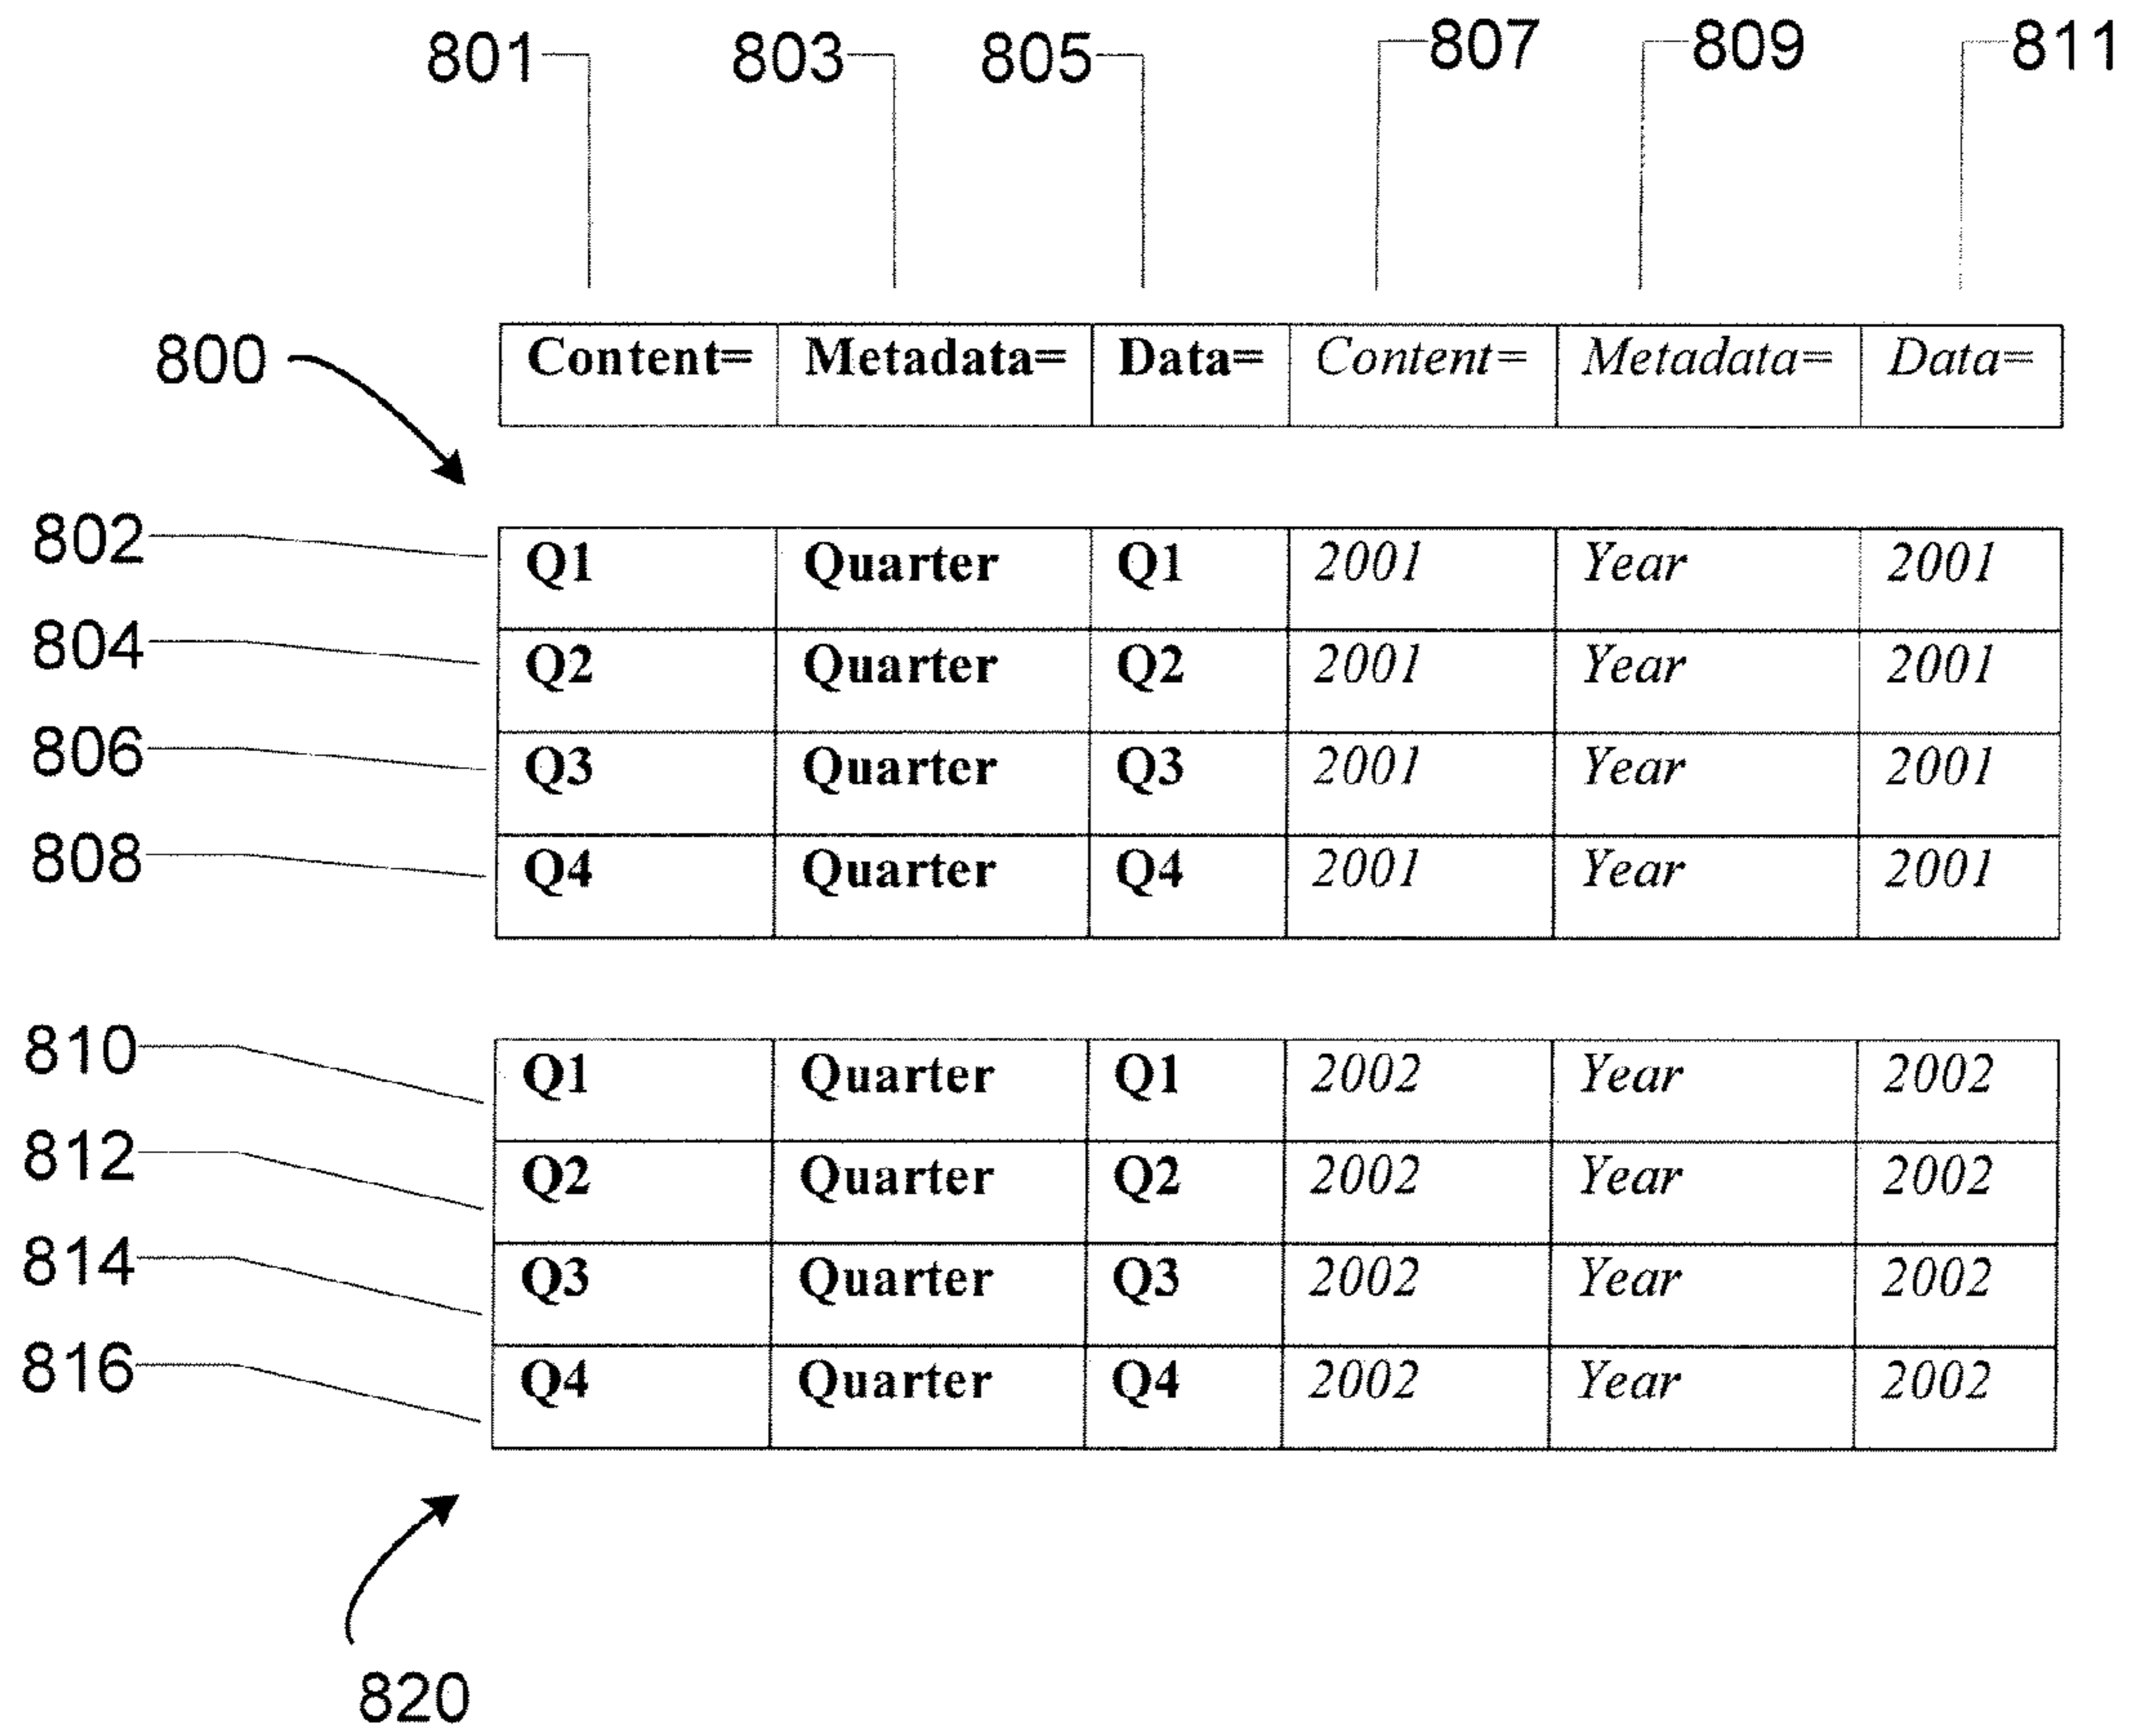 801 803 805 807 809 811
800 Content= Metadata= Data= Content= Metadata= Data=
802 Q1 Quarter Q1 2001 Year 2001
804 Q2 Quarter Q2 2001 Year 2001
806 Q3 Quarter Q3 2001 Year 2001
808 Q4 Quarter Q4 2001 Year 2001
810 Q1 Quarter Q1 2002 Year 2002
812 Q2 Quarter Q2 2002 Year 2002
814 Q3 Quarter Q3 2002 Year 2002
816 Q4 Quarter Q4 2002 Year 2002
820